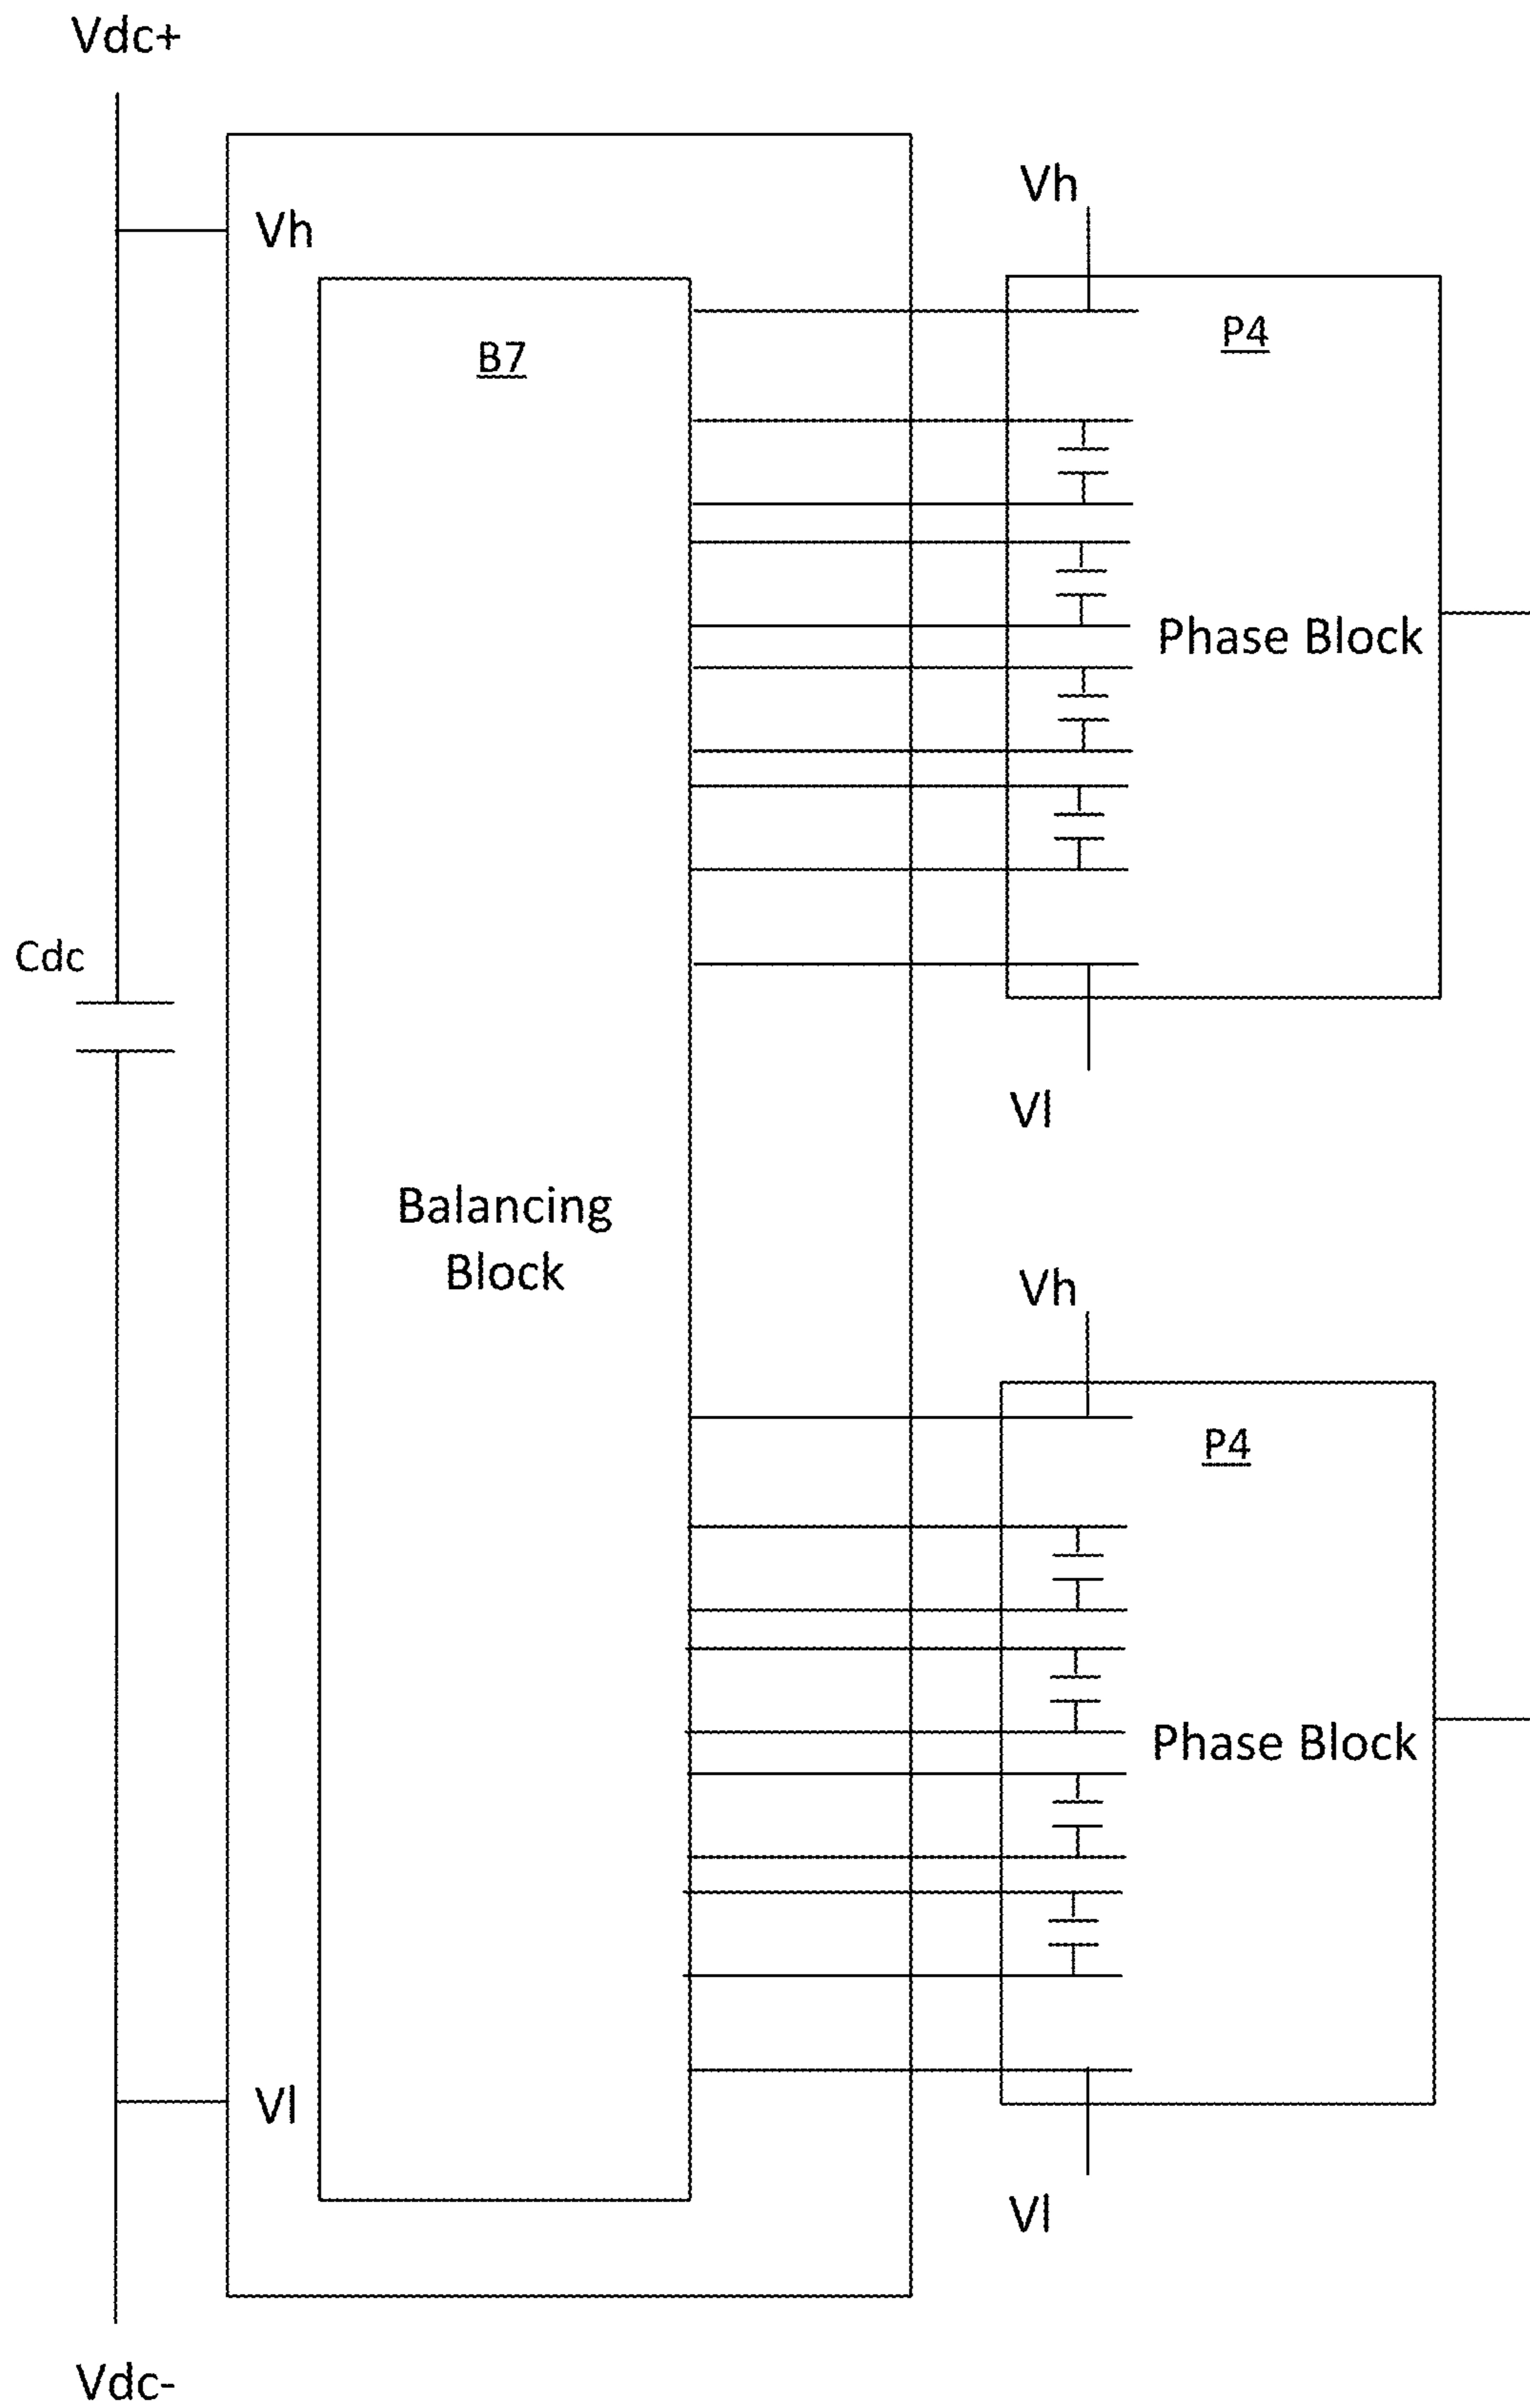 Vdc+
Vh
Vh
B7
P4
Phase Block
Cdc
Vl
Balancing
Block
Vh
P4
Phase Block
Vl
Vl
Vdc-